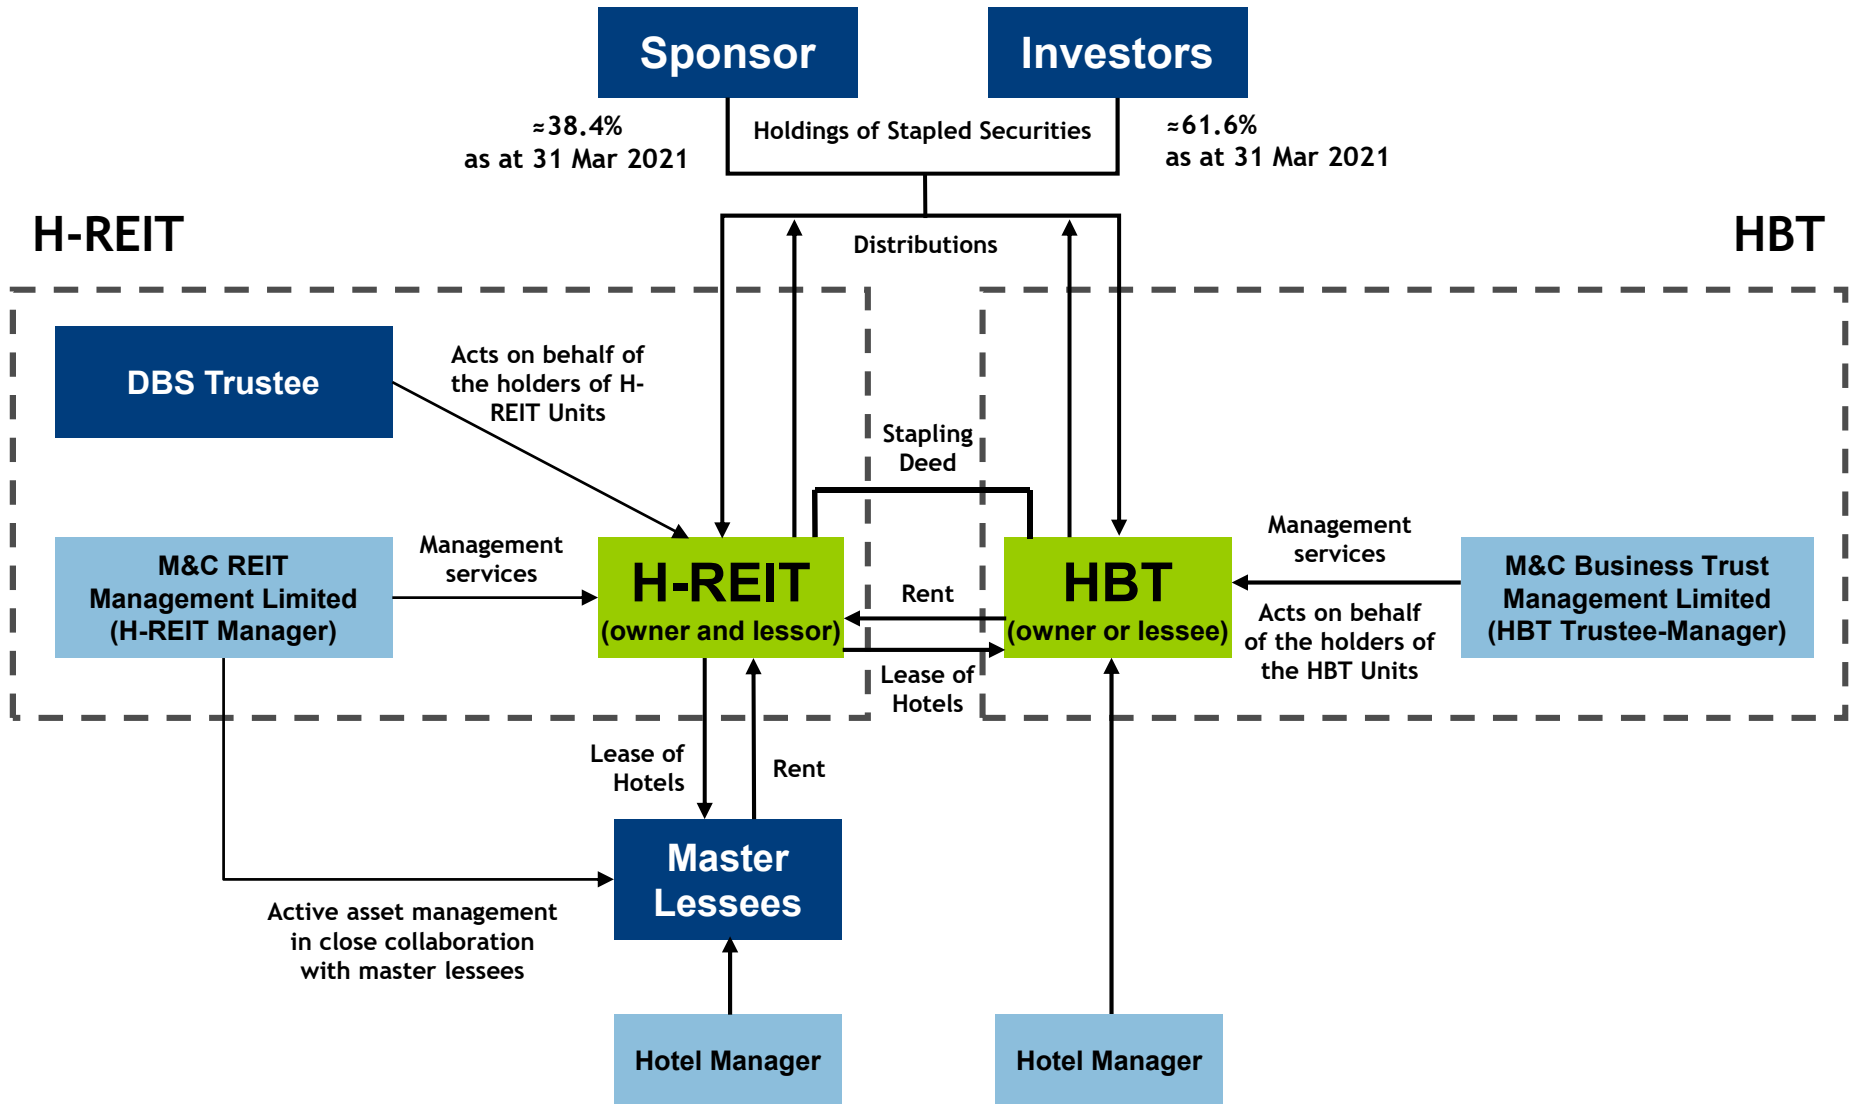 Sponsor
Investors
≈38.4%
as at 31 Mar 2021
Holdings of Stapled Securities
≈61.6%
as at 31 Mar 2021
H-REIT
HBT
Distributions
DBS Trustee
Acts on behalf of
the holders of H-
REIT Units
Stapling
Deed
M&C REIT
Management Limited
(H-REIT Manager)
Management
services
H-REIT
(owner and lessor)
Rent
Lease of
Hotels
HBT
(owner or lessee)
Management
services
Acts on behalf
of the holders of
the HBT Units
M&C Business Trust
Management Limited
(HBT Trustee-Manager)
Lease of
Hotels
Rent
Master
Lessees
Active asset management
in close collaboration
with master lessees
Hotel Manager
Hotel Manager